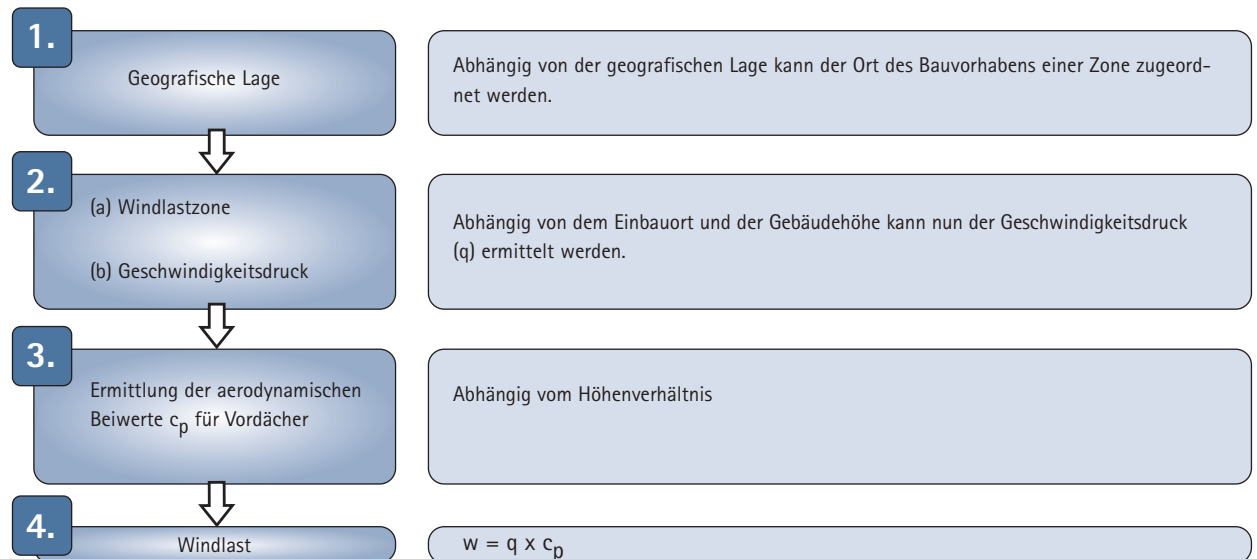 1.
Geografische Lage
Abhängig von der geografischen Lage kann der Ort des Bauvorhabens einer Zone zugeord-
net werden.
2.
(a) Windlastzone
(b) Geschwindigkeitsdruck
Abhängig von dem Einbauort und der Gebäudehöhe kann nun der Geschwindigkeitsdruck
(q) ermittelt werden.
3.
Ermittlung der aerodynamischen
Beiwerte cp für Vordächer
Abhängig vom Höhenverhältnis
4.
Windlast
w = q x cp